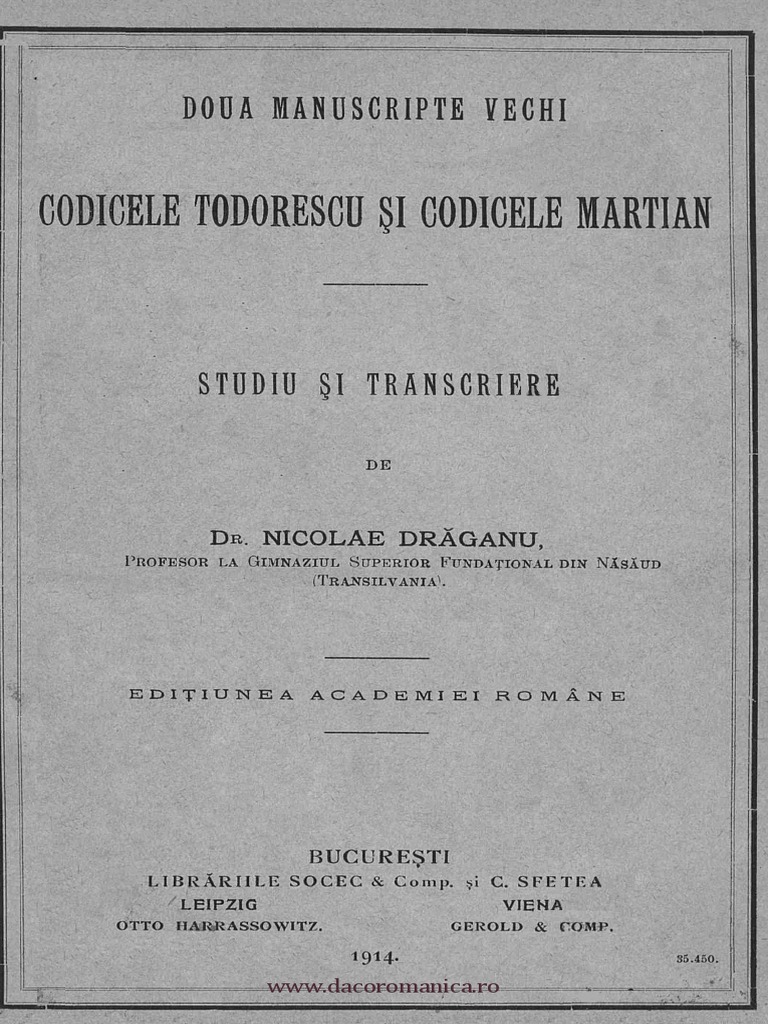 DOUA MANUSCRIPTE VECHI
CODICELE TODORESCU ŞI CODICELE MARTIAN
STUDIU ŞI TRANSCRIERE
DE
DR. NICOLAE DRĂGANU,
PROFESOR LA GIMNAZIUL SUPERIOR FUNDAŢIONAL DIN NĂSĂUD
(TRANSILVANIA).
EDIŢIUNEA ACADEMIEI ROMÂNE
BUCUREŞTI
LIBRĂRIILE SOCEC & Comp. şi C. SFETEA
LEIPZIG VIENA
OTTO HARRASSOWITZ. GEROLD & COMP.
1914. 35.450.
www.dacoromanica.ro